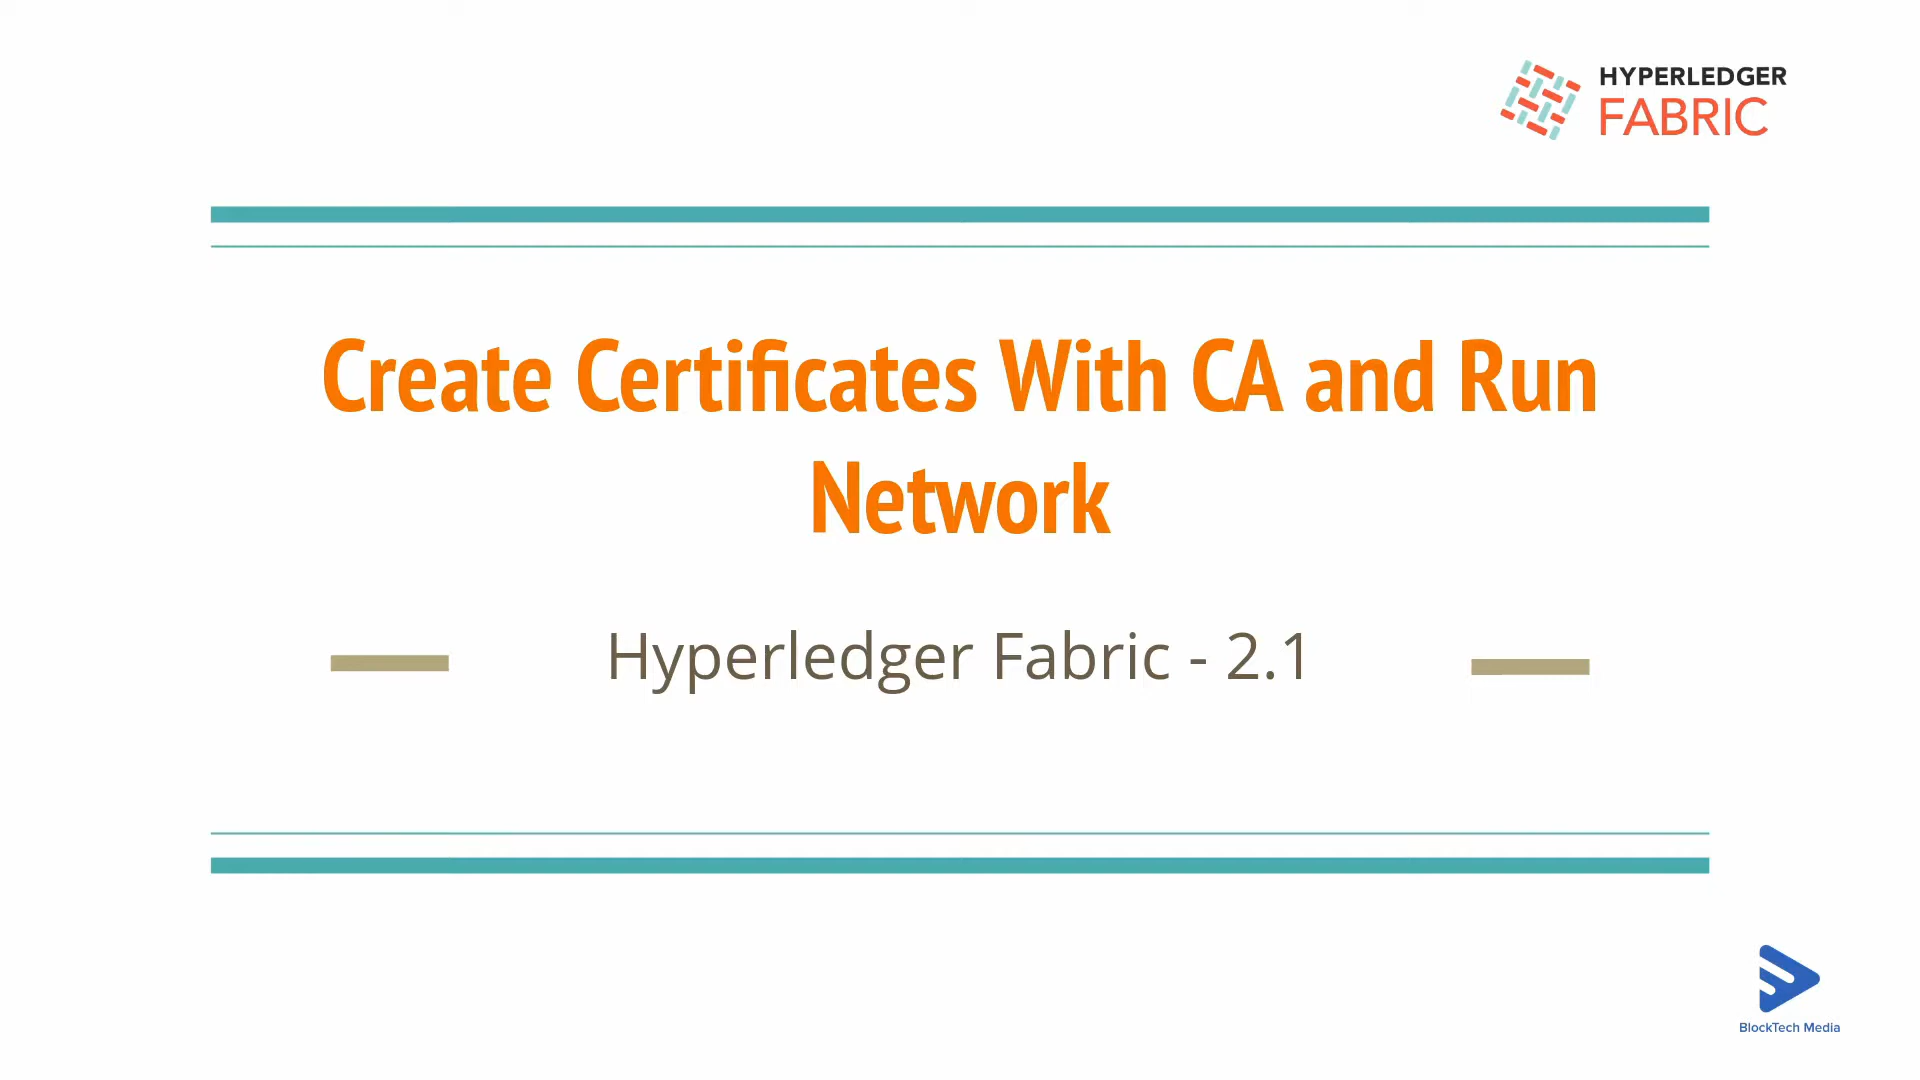 HYPERLEDGER
FABRIC
Create Certificates With CA and Run
Network
Hyperledger Fabric - 2.1
BlockTech Media